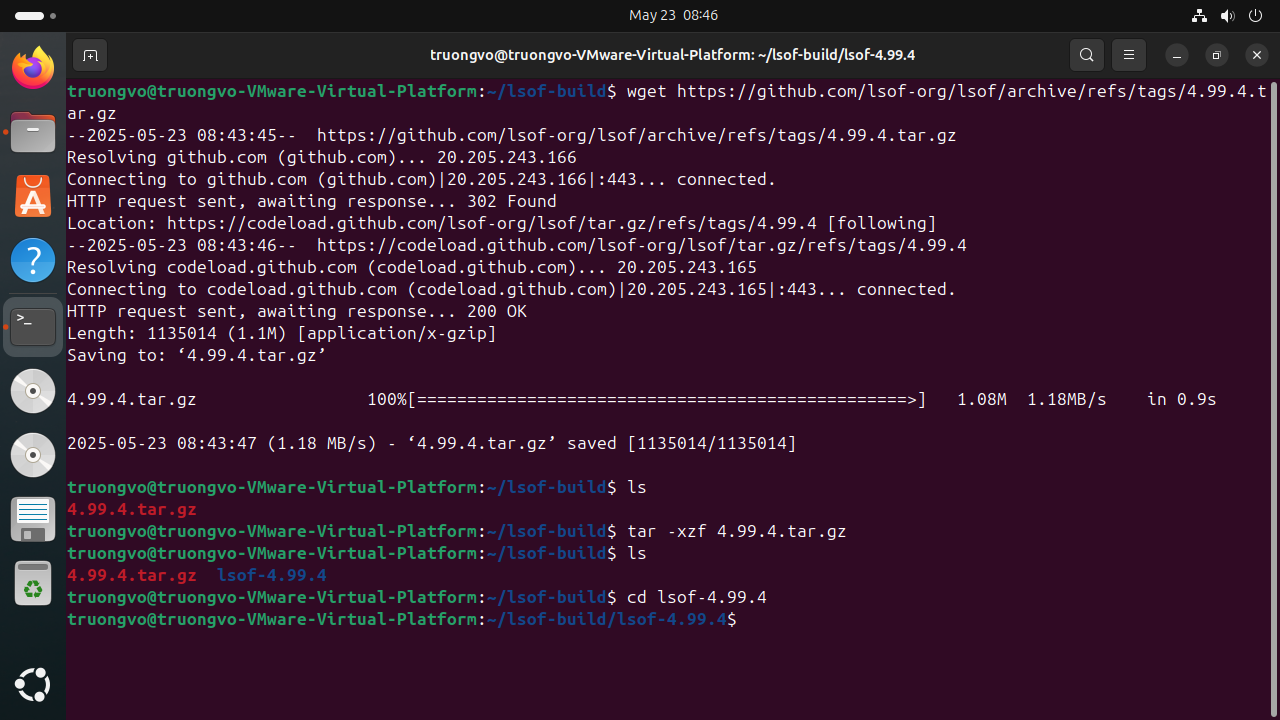 May 23 08:46
truongvo@truongvo-VMware-Virtual-Platform: ~/lsof-build/lsof-4.99.4
truongvo@truongvo-VMware-Virtual-Platform:~/lsof-build$ wget https://github.com/lsof-org/lsof/archive/refs/tags/4.99.4.t
ar.gz
--2025-05-23 08:43:45--  https://github.com/lsof-org/lsof/archive/refs/tags/4.99.4.tar.gz
Resolving github.com (github.com)... 20.205.243.166
Connecting to github.com (github.com)|20.205.243.166|:443... connected.
HTTP request sent, awaiting response... 302 Found
Location: https://codeload.github.com/lsof-org/lsof/tar.gz/refs/tags/4.99.4 [following]
--2025-05-23 08:43:46--  https://codeload.github.com/lsof-org/lsof/tar.gz/refs/tags/4.99.4
Resolving codeload.github.com (codeload.github.com)... 20.205.243.165
Connecting to codeload.github.com (codeload.github.com)|20.205.243.165|:443... connected.
HTTP request sent, awaiting response... 200 OK
Length: 1135014 (1.1M) [application/x-gzip]
Saving to: ‘4.99.4.tar.gz’
4.99.4.tar.gz                 100%[=================================================>]   1.08M  1.18MB/s    in 0.9s
2025-05-23 08:43:47 (1.18 MB/s) - ‘4.99.4.tar.gz’ saved [1135014/1135014]
truongvo@truongvo-VMware-Virtual-Platform:~/lsof-build$ ls
4.99.4.tar.gz
truongvo@truongvo-VMware-Virtual-Platform:~/lsof-build$ tar -xzf 4.99.4.tar.gz
truongvo@truongvo-VMware-Virtual-Platform:~/lsof-build$ ls
4.99.4.tar.gz  lsof-4.99.4
truongvo@truongvo-VMware-Virtual-Platform:~/lsof-build$ cd lsof-4.99.4
truongvo@truongvo-VMware-Virtual-Platform:~/lsof-build/lsof-4.99.4$